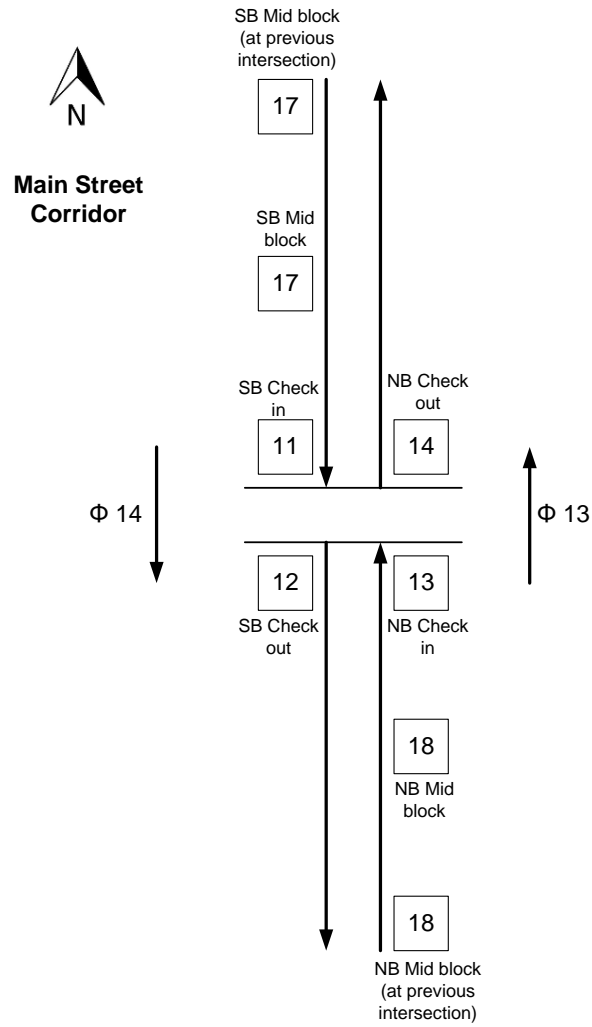 SB Mid block
(at previous
intersection)
17
N
Main Street
Corridor
SB Mid
block
17
SB Check
in
11
NB Check
out
14
Φ 14
Φ 13
12
SB Check
out
13
NB Check
in
18
NB Mid
block
18
NB Mid block
(at previous
intersection)